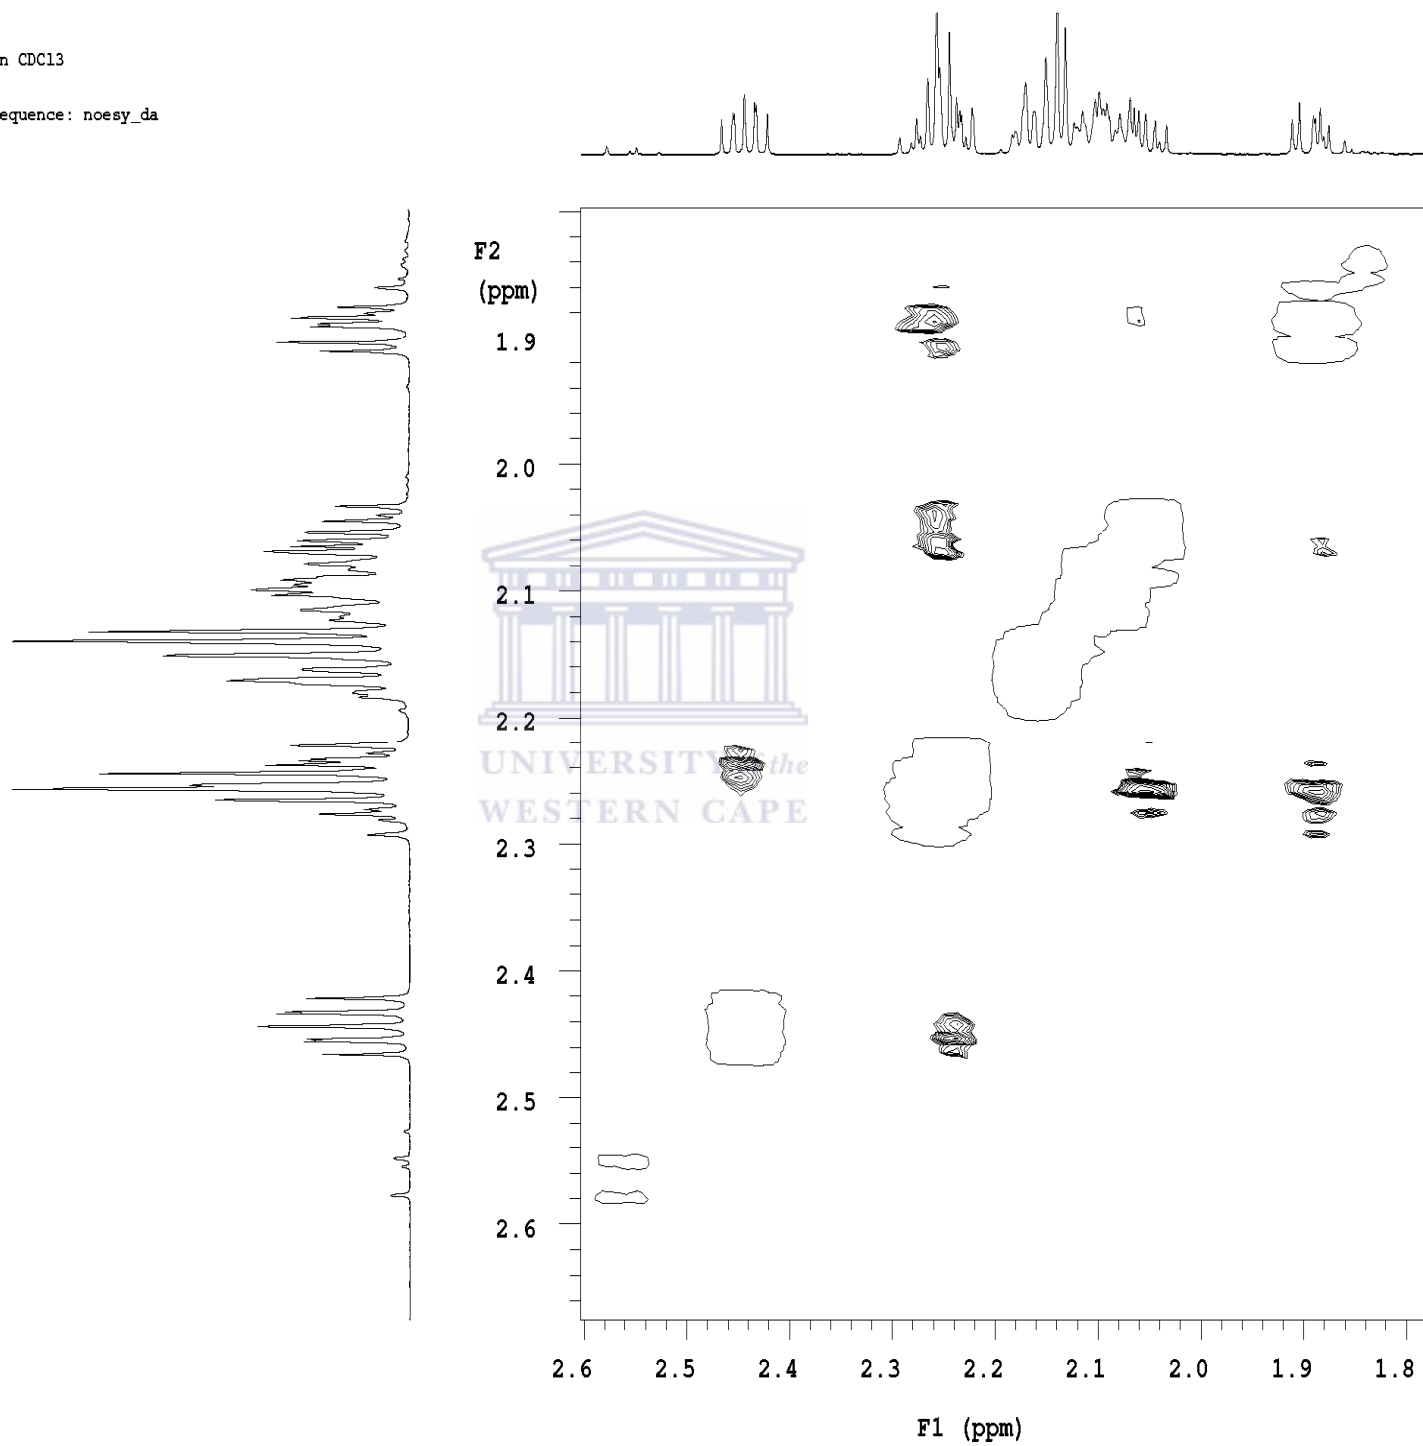 n CDCl3
equence: noesy_da
F2
(ppm)
1.9
2.0
2.1
2.2
2.3
2.4
2.5
2.6
UNIVERSITY of the
WESTERN CAPE
2.6 2.5 2.4 2.3 2.2 2.1 2.0 1.9 1.8
F1 (ppm)